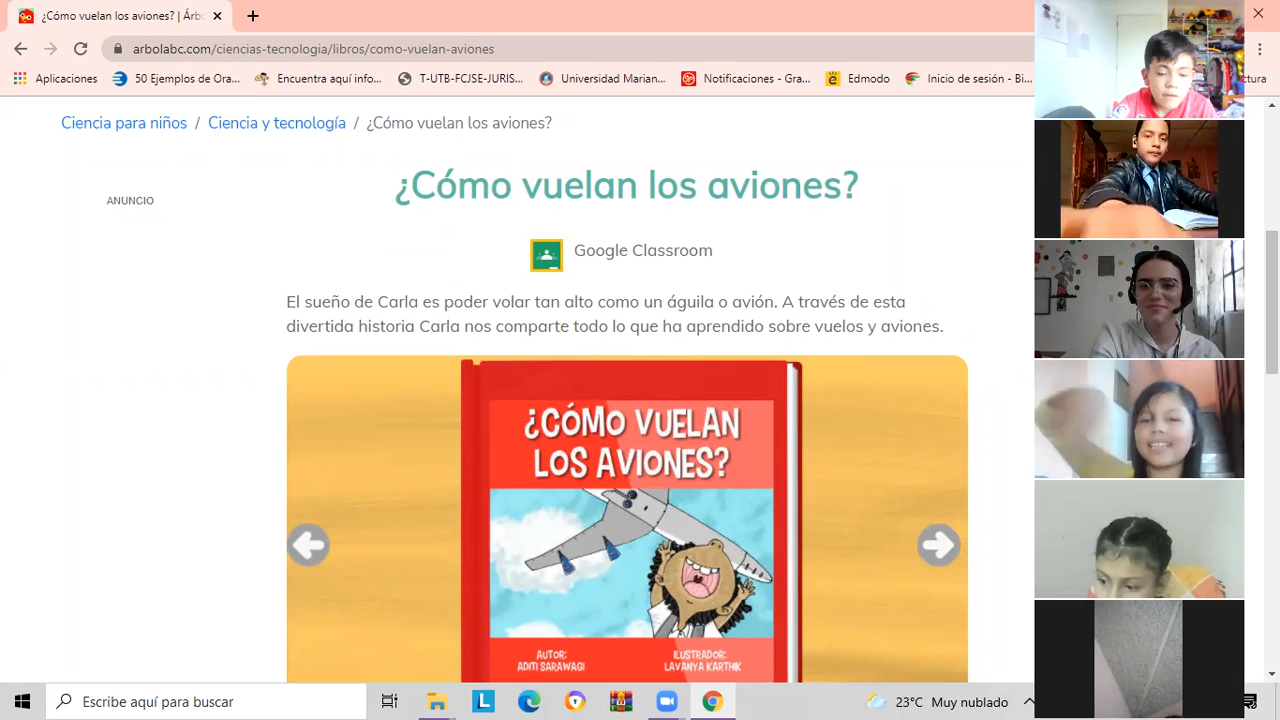 ¿Cómo vuelan los aviones? | Árb
arbolabc.com/ciencias-tecnologia/libros/como-vuelan-aviones
Aplicaciones
50 Ejemplos de Ora...
Encuentra aquí info...
T-UTB-FCJSE-JURIS...
Universidad Marian...
Notificaciones - Gra...
Edmodo
Inicio de sesión - Bi...
ctura
Ciencia para niños / Ciencia y tecnología / ¿Cómo vuelan los aviones?
¿Cómo vuelan los aviones?
ANUNCIO
Google Classroom
El sueño de Carla es poder volar tan alto como un águila o avión. A través de esta
divertida historia Carla nos comparte todo lo que ha aprendido sobre vuelos y aviones.
¿CÓMO VUELAN
LOS AVIONES?
AUTOR:
ADITI SARAWAGI
ILUSTRADOR:
LAVANYA KARTHIK
Escribe aquí para buscar
23°C Muy nublado